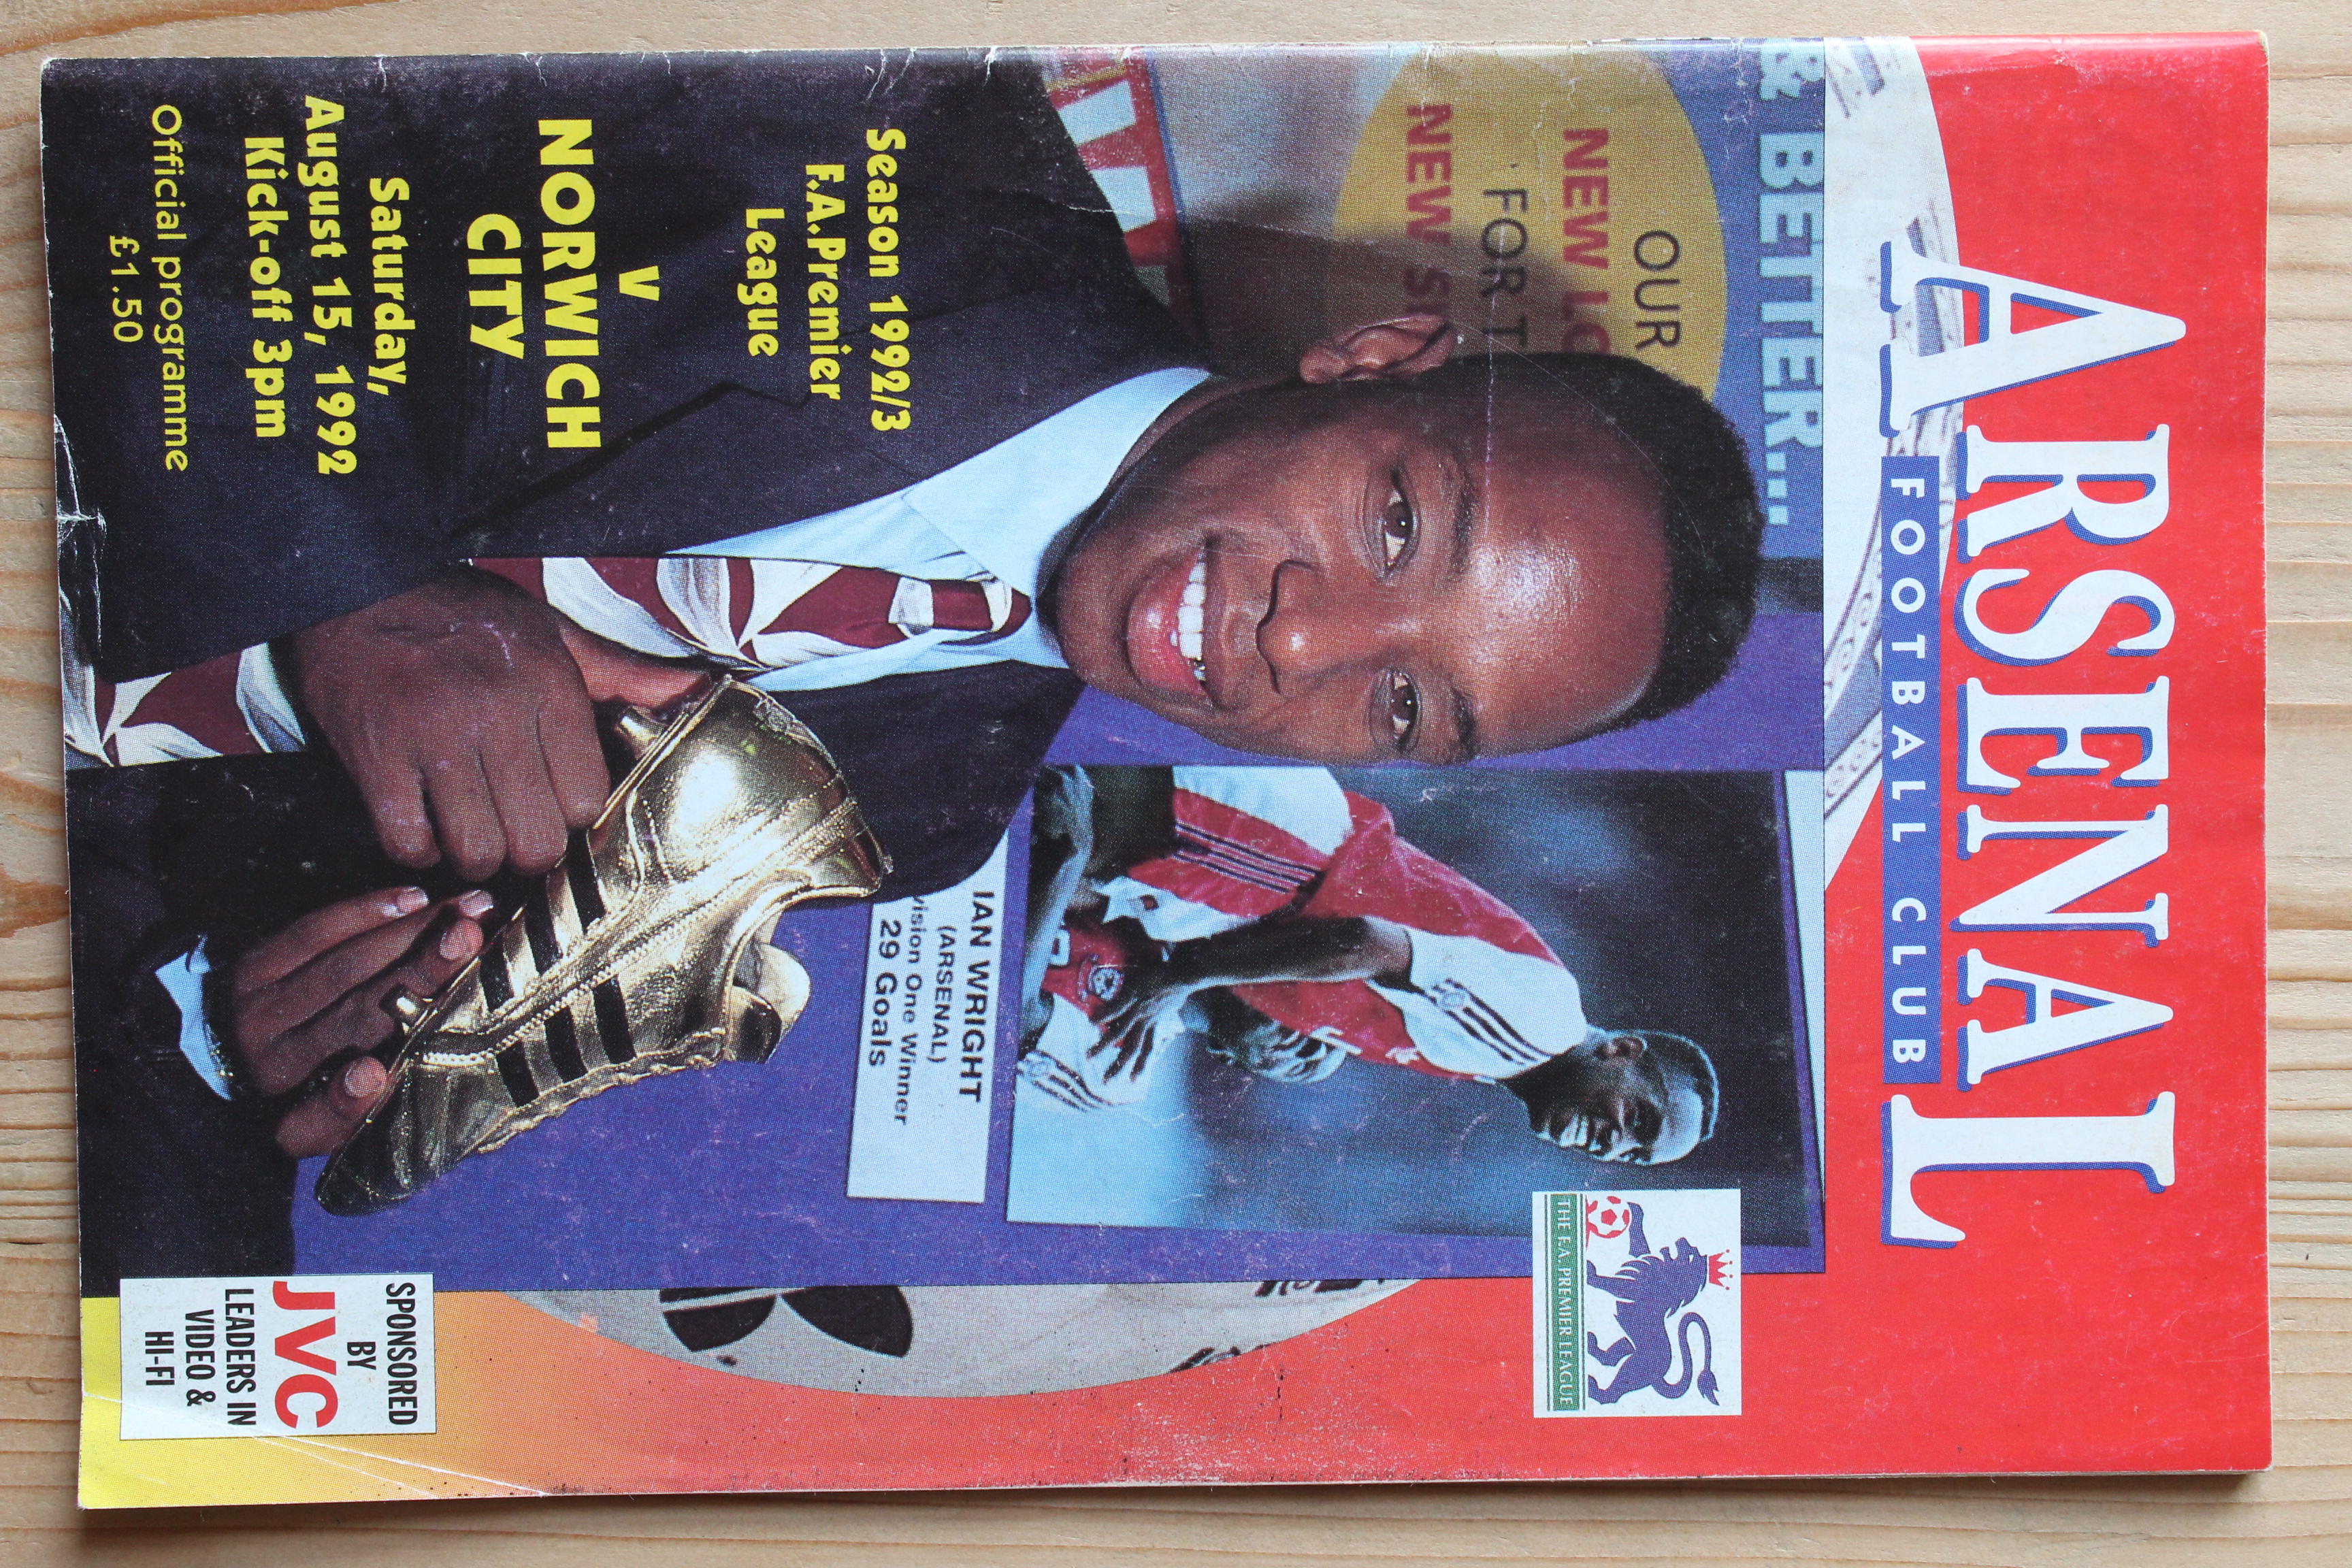 ARSENAL
FOOTBALL CLUB
& BETTER...
OUR
NEW
FOR
NEW
THE F.A. PREMIER LEAGUE
IAN WRIGHT
(ARSENAL)
One Winner
29 Goals
Season 1992/3
F.A.Premier
League
V
NORWICH
CITY
Saturday,
August 15, 1992
Kick-off 3pm
Official programme
£1.50
SPONSORED
BY
JVC
LEADERS IN
VIDEO &
HI-FI